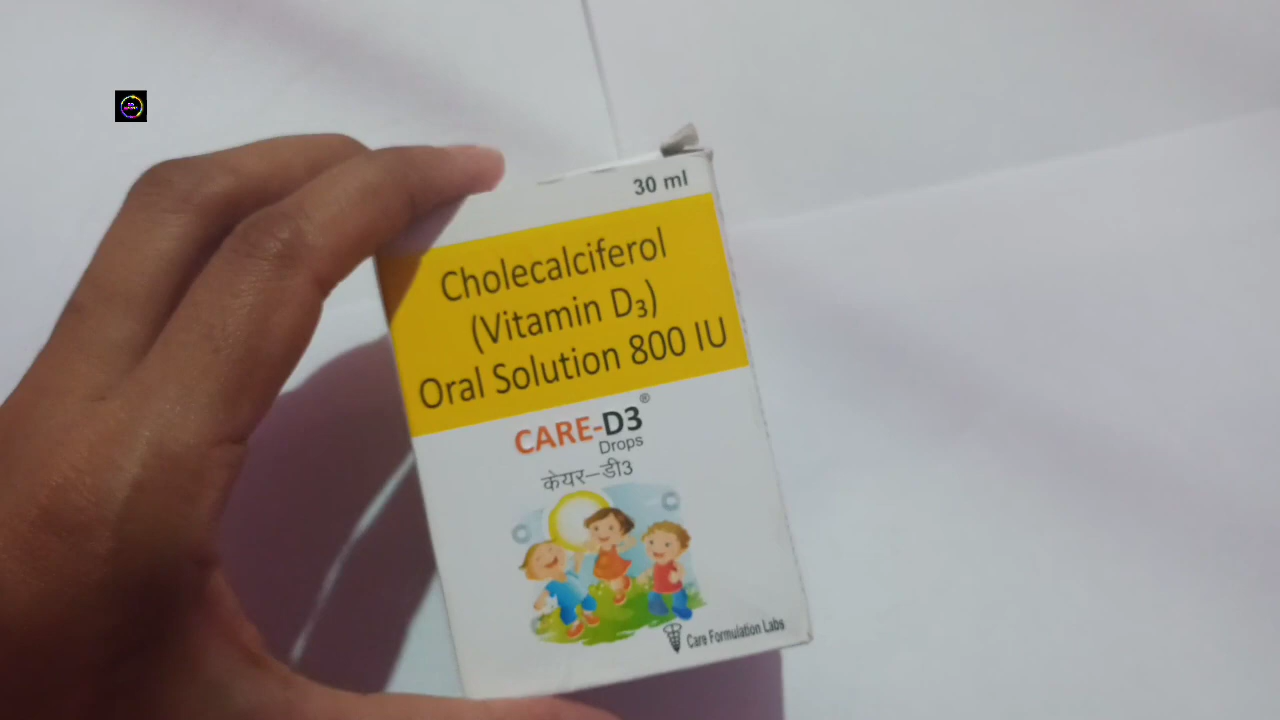 30 ml
Cholecalciferol
(Vitamin D₃)
Oral Solution 800 IU
CARE-D3®
Drops
केयर–डी3
Care Formulation Labs